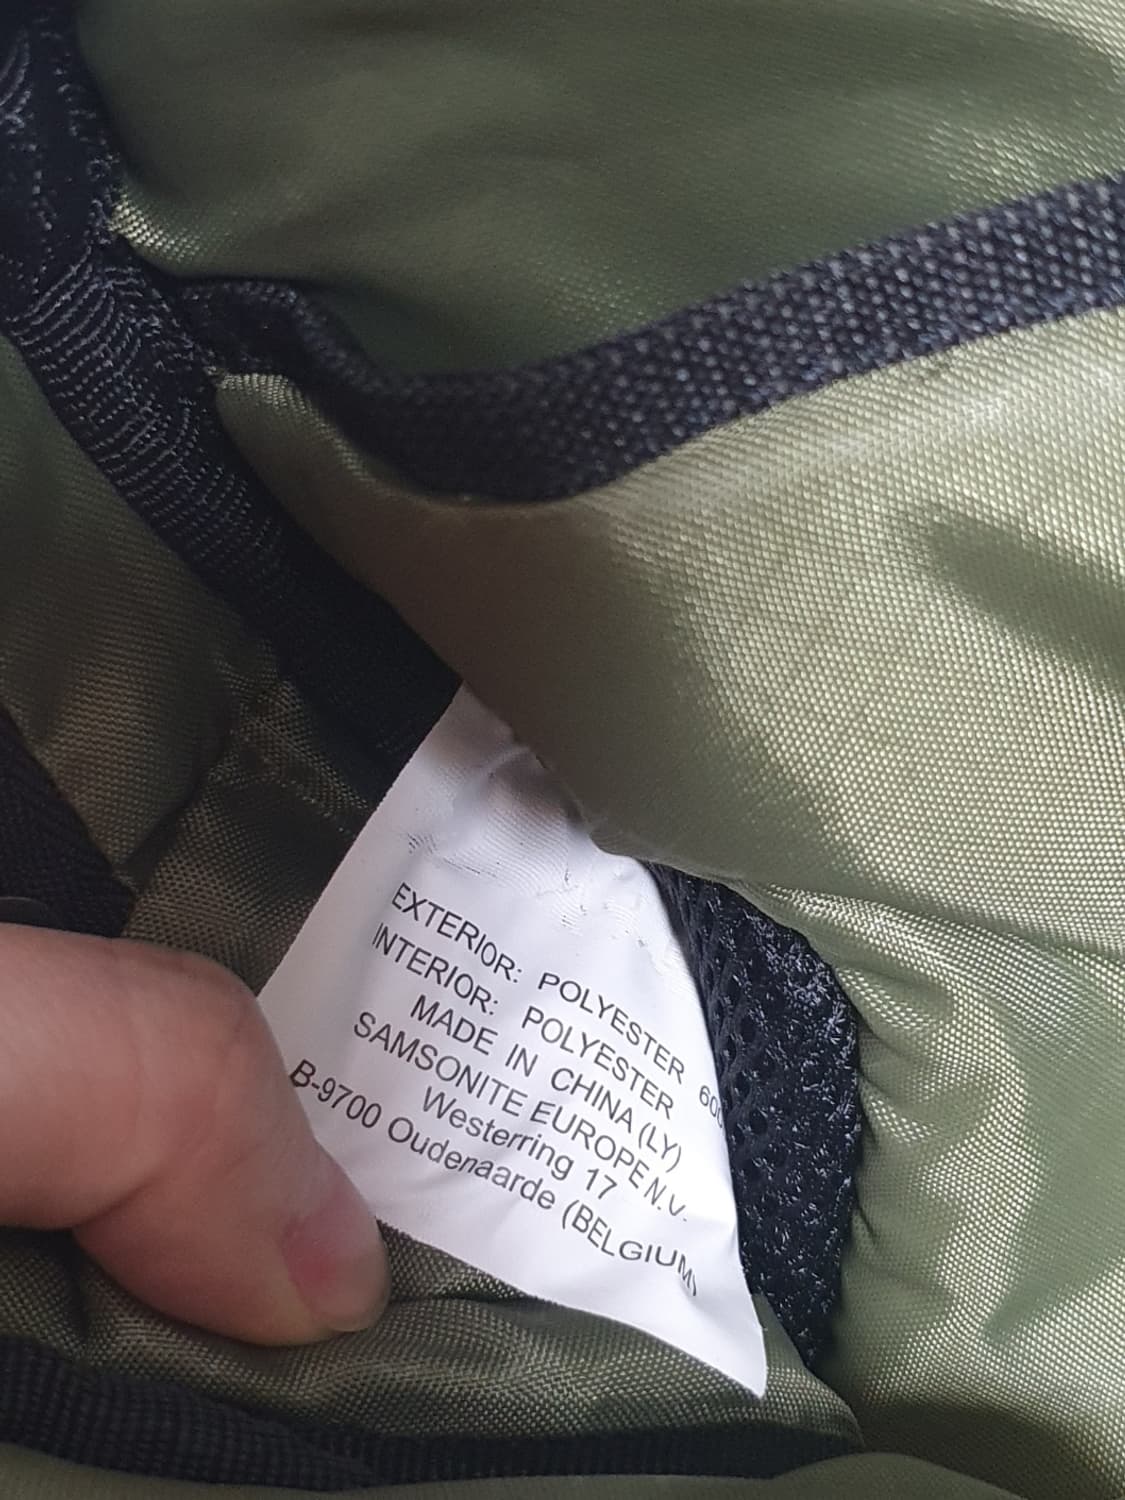 EXTERIOR: POLYESTER
INTERIOR: POLYESTER
MADE IN CHINA (LY)
SAMSONITE EUROPE N.V.
Westerring 17
B-9700 Oudenaarde (BELGIUM)